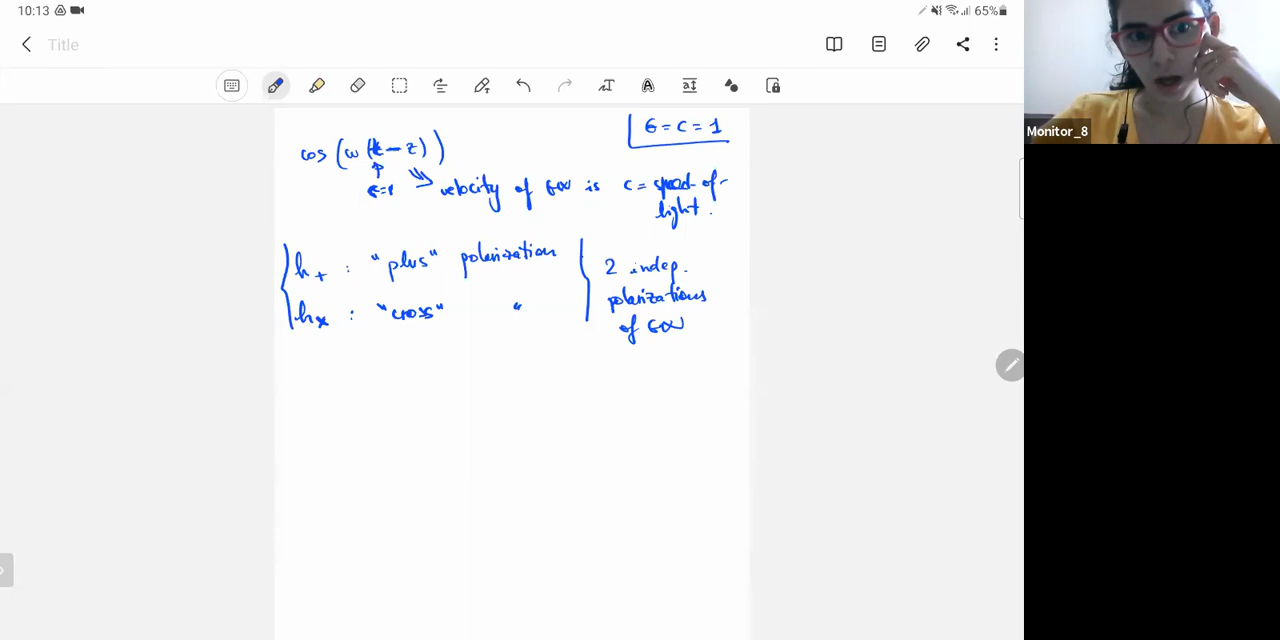 10:13
65%
Title
Monitor_8
G = c = 1
cos (ω (t - z))
c=1
velocity of GW is c = speed-of-
light.
h+ : "plus" polarization
2 indep.
polarizations
of GW
hx : "cross" "